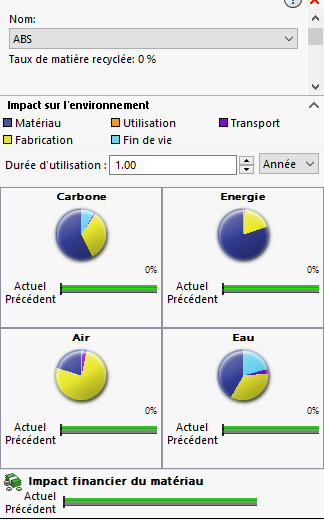 Nom:
ABS
Taux de matière recyclée: 0 %
Impact sur l'environnement
Matériau Utilisation Transport
Fabrication Fin de vie
Durée d'utilisation : 1.00 Année
Carbone Energie
0% 0%
Actuel Actuel
Précédent Précédent
Air Eau
0% 0%
Actuel Actuel
Précédent Précédent
Impact financier du matériau
Actuel
Précédent